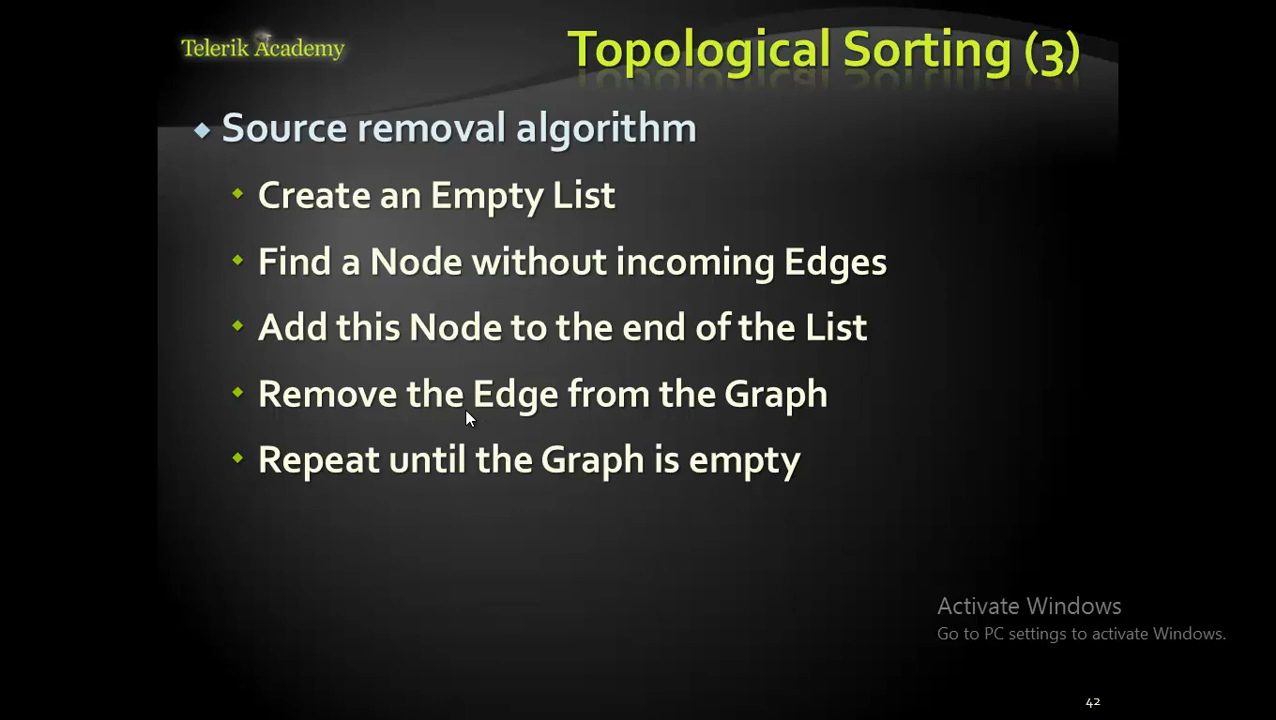 Telerik Academy
Topological Sorting (3)
Source removal algorithm
Create an Empty List
Find a Node without incoming Edges
Add this Node to the end of the List
Remove the Edge from the Graph
Repeat until the Graph is empty
Activate Windows
Go to PC settings to activate Windows.
42